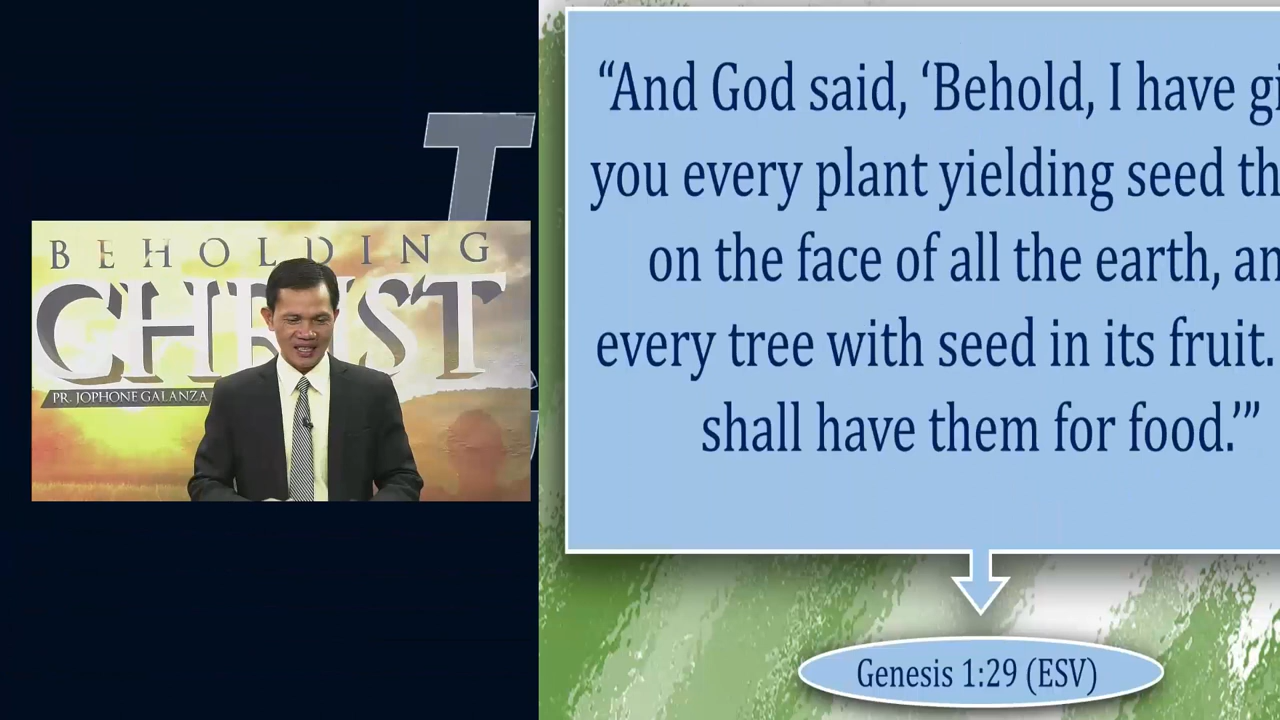 BEHOLDING
CHRIST
PR. JOPHONE GALANZA
T
“And God said, ‘Behold, I have gi
you every plant yielding seed th
on the face of all the earth, an
every tree with seed in its fruit.
shall have them for food.’”
Genesis 1:29 (ESV)